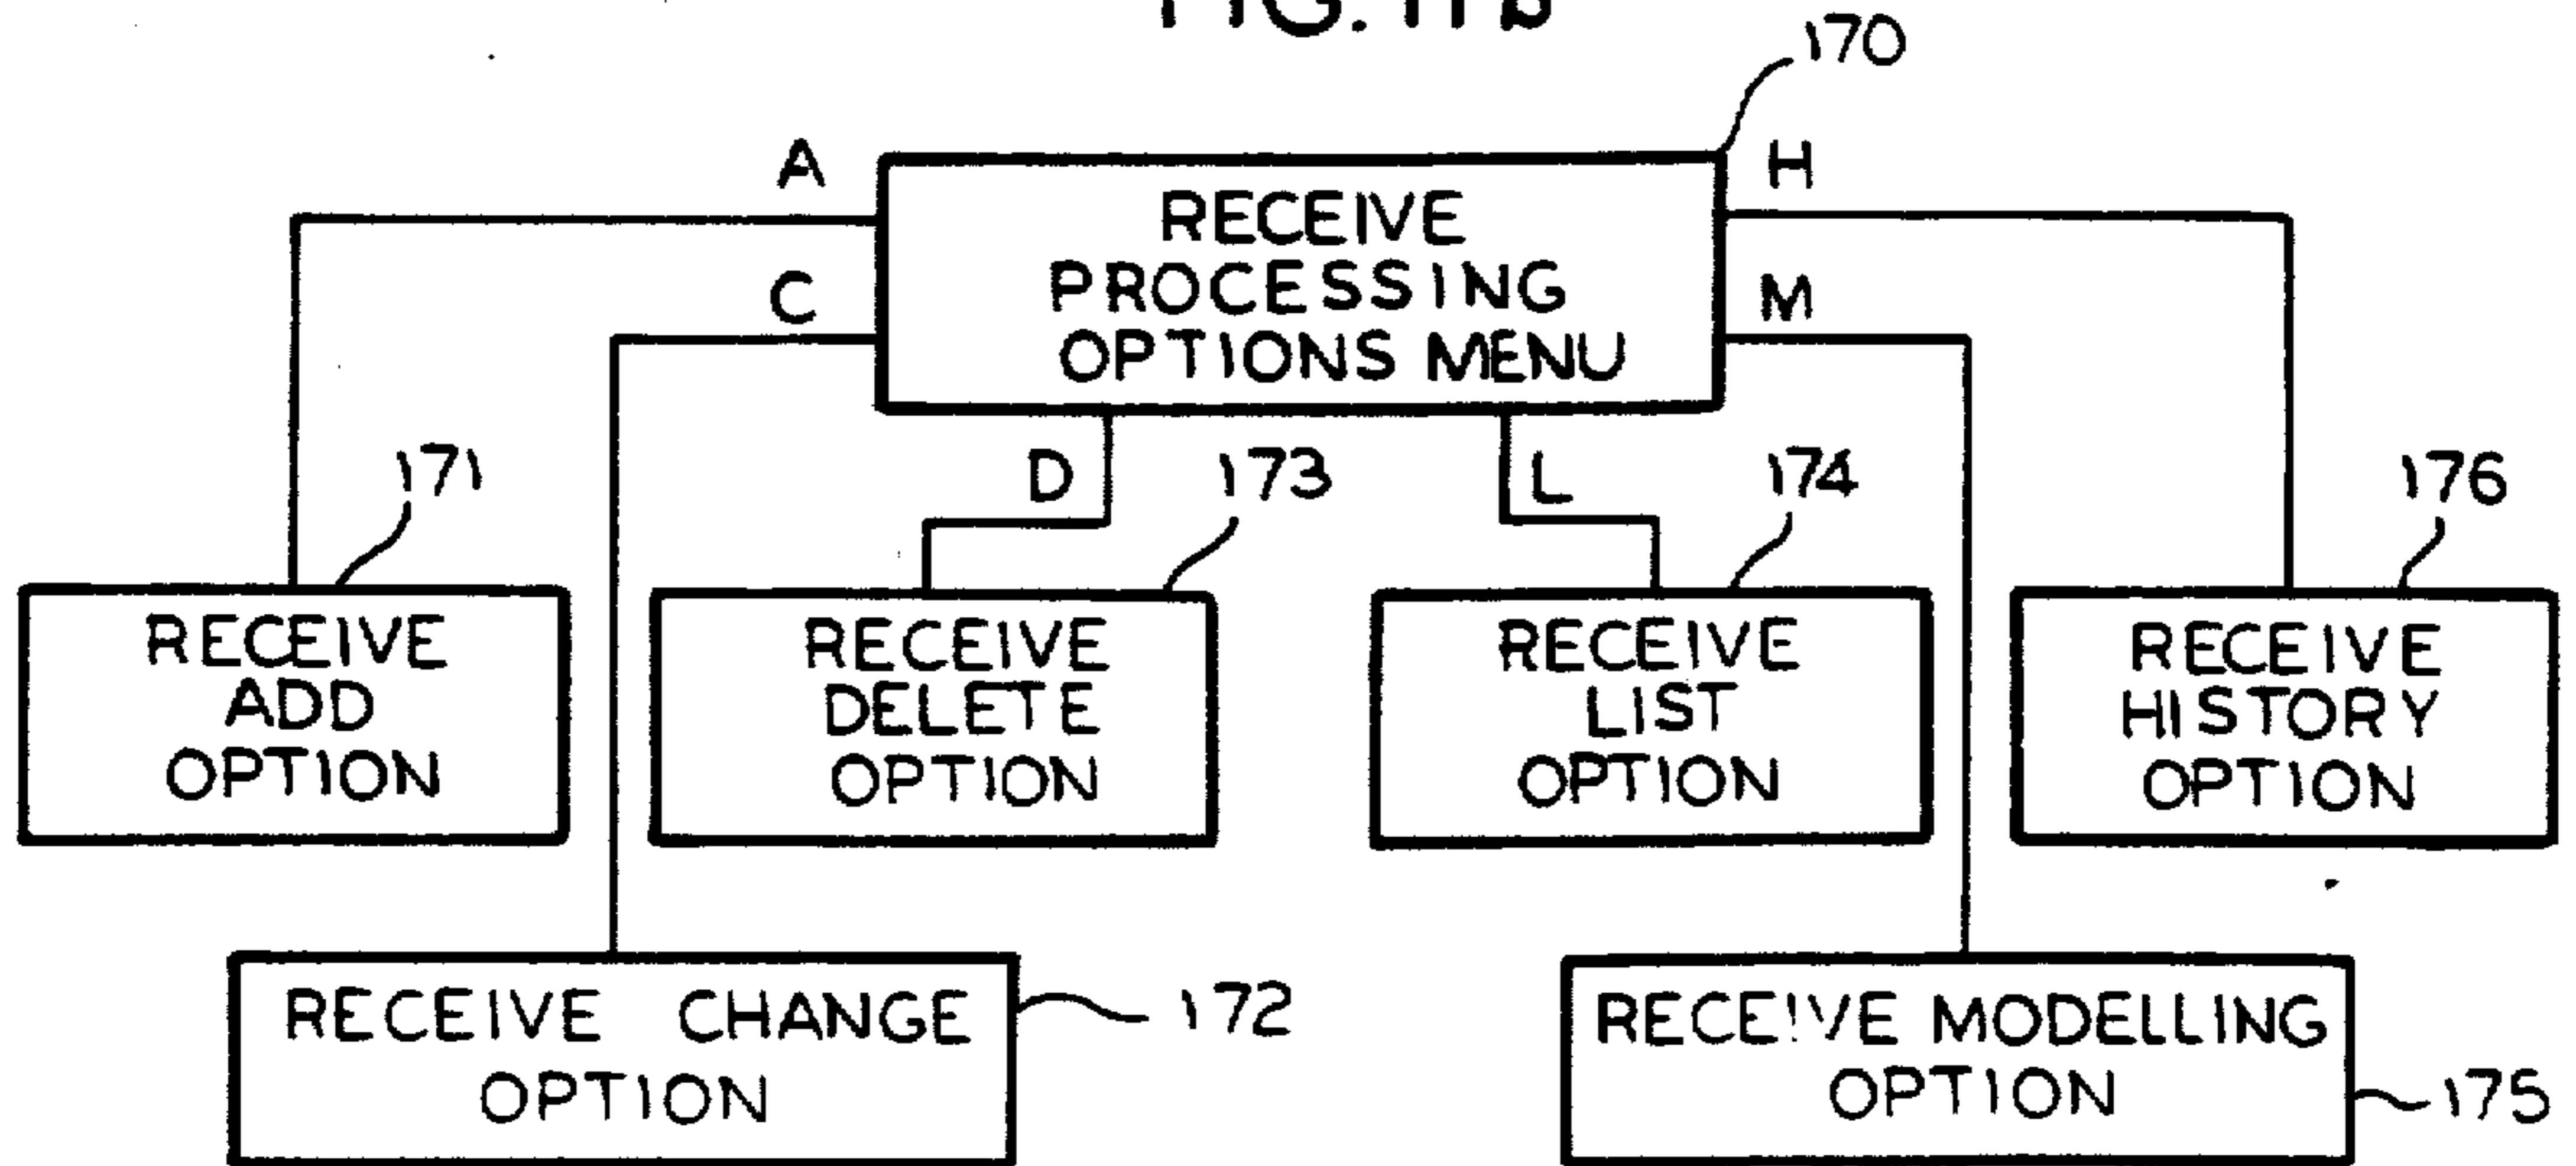 170
A
H
RECEIVE
PROCESSING
OPTIONS MENU
C
M
171
D
173
L
174
176
RECEIVE
ADD
OPTION
RECEIVE
DELETE
OPTION
RECEIVE
LIST
OPTION
RECEIVE
HISTORY
OPTION
RECEIVE CHANGE
OPTION
172
RECEIVE MODELLING
OPTION
175